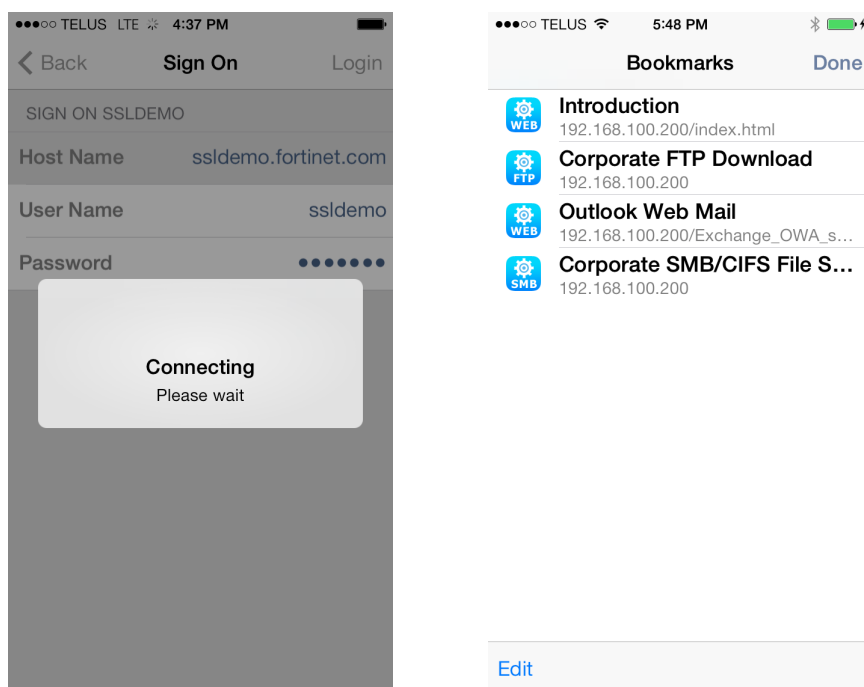 TELUS LTE 4:37 PM
Back Sign On Login
SIGN ON SSLDEMO
Host Name ssldemo.fortinet.com
User Name ssldemo
Password •••••••
Connecting
Please wait
TELUS 5:48 PM
Bookmarks Done
WEB Introduction
192.168.100.200/index.html
FTP Corporate FTP Download
192.168.100.200
WEB Outlook Web Mail
192.168.100.200/Exchange_OWA_s...
SMB Corporate SMB/CIFS File S...
192.168.100.200
Edit